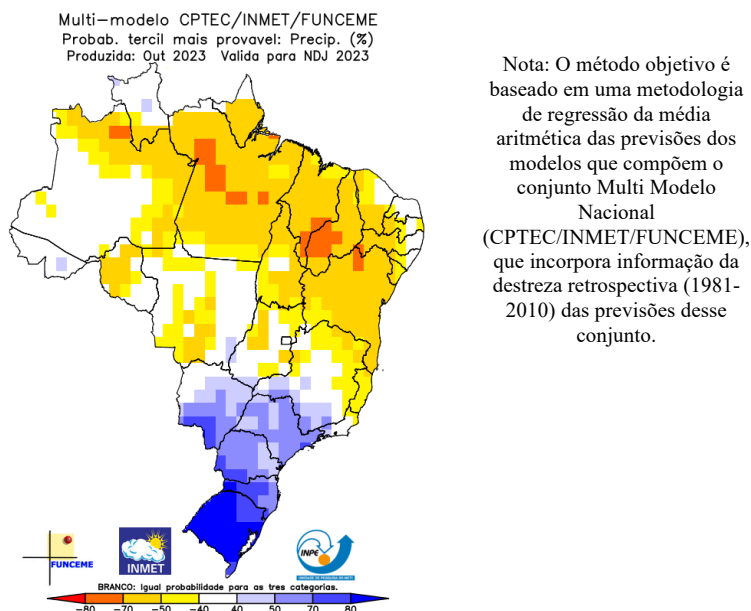 Multi-modelo CPTEC/INMET/FUNCEME
Probab. tercil mais provavel: Precip. (%)
Produzida: Out 2023 Valida para NDJ 2023
Nota: O método objetivo é
baseado em uma metodologia
de regressão da média
aritmética das previsões dos
modelos que compõem o
conjunto Multi Modelo
Nacional
(CPTEC/INMET/FUNCEME),
que incorpora informação da
destreza retrospectiva (1981-
2010) das previsões desse
conjunto.
FUNCEME
INMET
INPE
BRANCO: Igual probabilidade para as tres categorias.
-80 -70 -50 -40 40 50 70 80